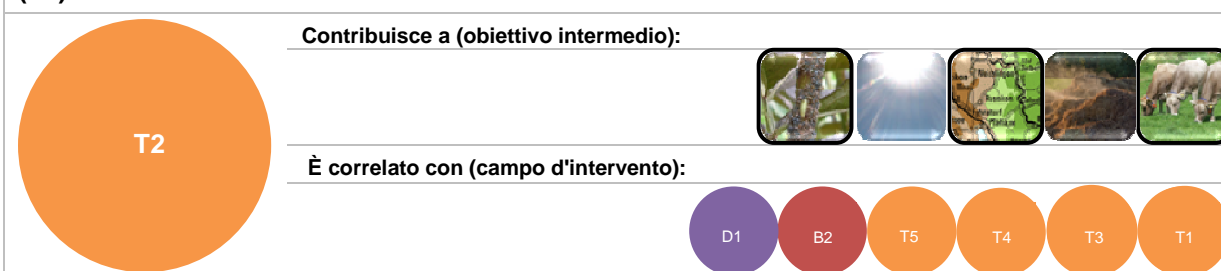 Contribuisce a (obiettivo intermedio):
T2
È correlato con (campo d'intervento):
D1 B2 T5 T4 T3 T1